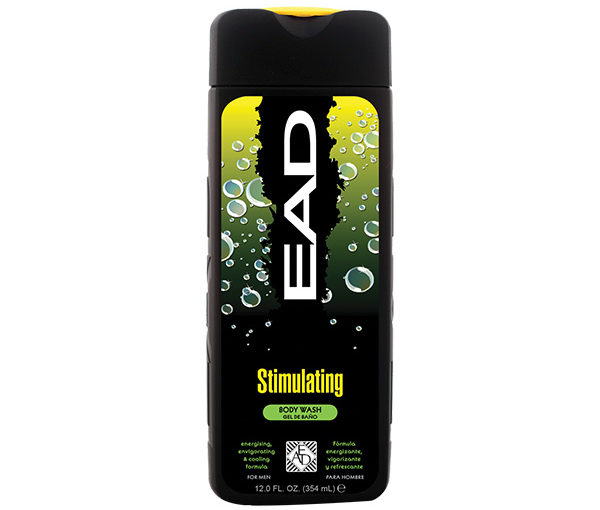 EAD
Stimulating
BODY WASH
GEL DE BAÑO
energising,
envigorating
& cooling
formula
FOR MEN
EAD
Fórmula
energizante,
vigorizante
y refrescante
PARA HOMBRE
12.0 FL. OZ. (354 mL) ℮